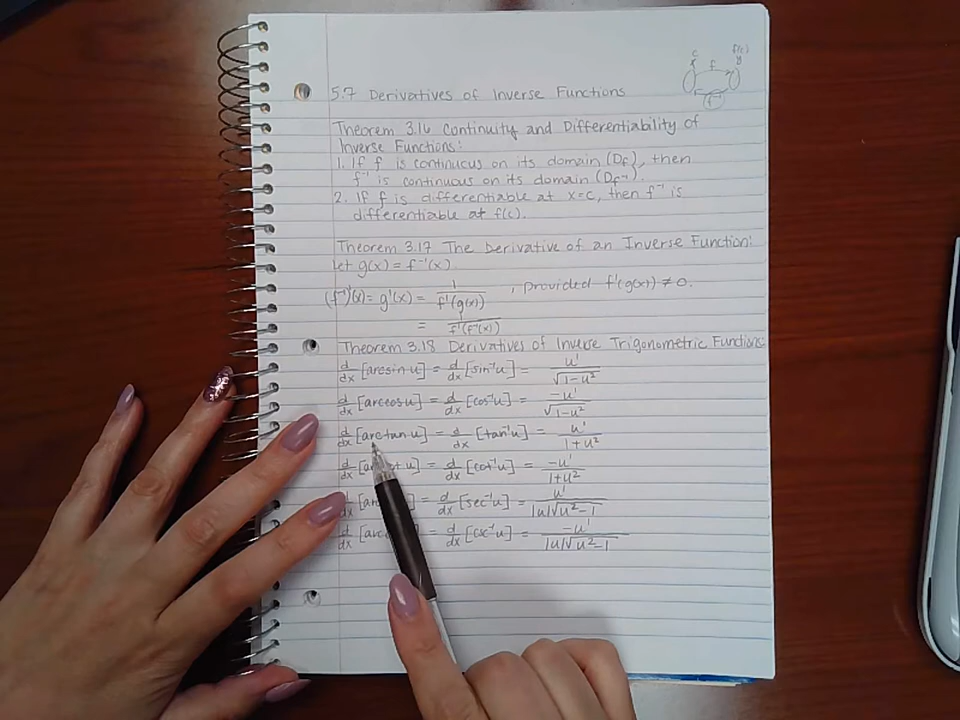 c f f(c) y
f⁻¹
5.7 Derivatives of Inverse Functions
Theorem 3.16 Continuity and Differentiability of
Inverse Functions:
1. If f is continuous on its domain (Df), then
f⁻¹ is continuous on its domain (Df⁻¹).
2. If f is differentiable at x=c, then f⁻¹ is
differentiable at f(c).
Theorem 3.17 The Derivative of an Inverse Function:
let g(x) = f⁻¹(x)
(f⁻¹)'(x) = g'(x) = 1/f'(g(x)), provided f'(g(x)) ≠ 0.
= 1/f'(f⁻¹(x))
Theorem 3.18 Derivatives of Inverse Trigonometric Functions:
d/dx [arcsin u] = d/dx [sin⁻¹u] = u'/√1-u²
d/dx [arccos u] = d/dx [cos⁻¹u] = -u'/√1-u²
d/dx [arctan u] = d/dx [tan⁻¹u] = u'/1+u²
d/dx [ u] = d/dx [cot⁻¹u] = -u'/1+u²
= d/dx [sec⁻¹u] = u'/|u|√u²-1
d/dx = d/dx [csc⁻¹u] = -u'/|u|√u²-1